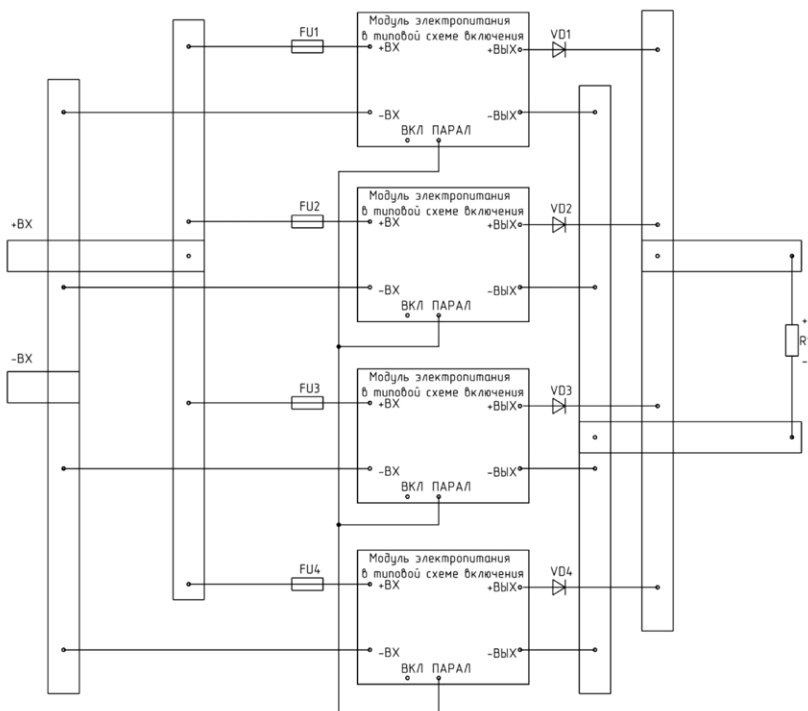 Модуль электропитания
в типовой схеме включения
FU1
+ВХ
+ВЫХ
VD1
-ВХ
-ВЫХ
ВКЛ ПАРАЛ
Модуль электропитания
в типовой схеме включения
FU2
+ВХ
+ВЫХ
VD2
+ВХ
-ВХ
-ВЫХ
ВКЛ ПАРАЛ
+
R
-
-ВХ
Модуль электропитания
в типовой схеме включения
FU3
+ВХ
+ВЫХ
VD3
-ВХ
-ВЫХ
ВКЛ ПАРАЛ
Модуль электропитания
в типовой схеме включения
FU4
+ВХ
+ВЫХ
VD4
-ВХ
-ВЫХ
ВКЛ ПАРАЛ